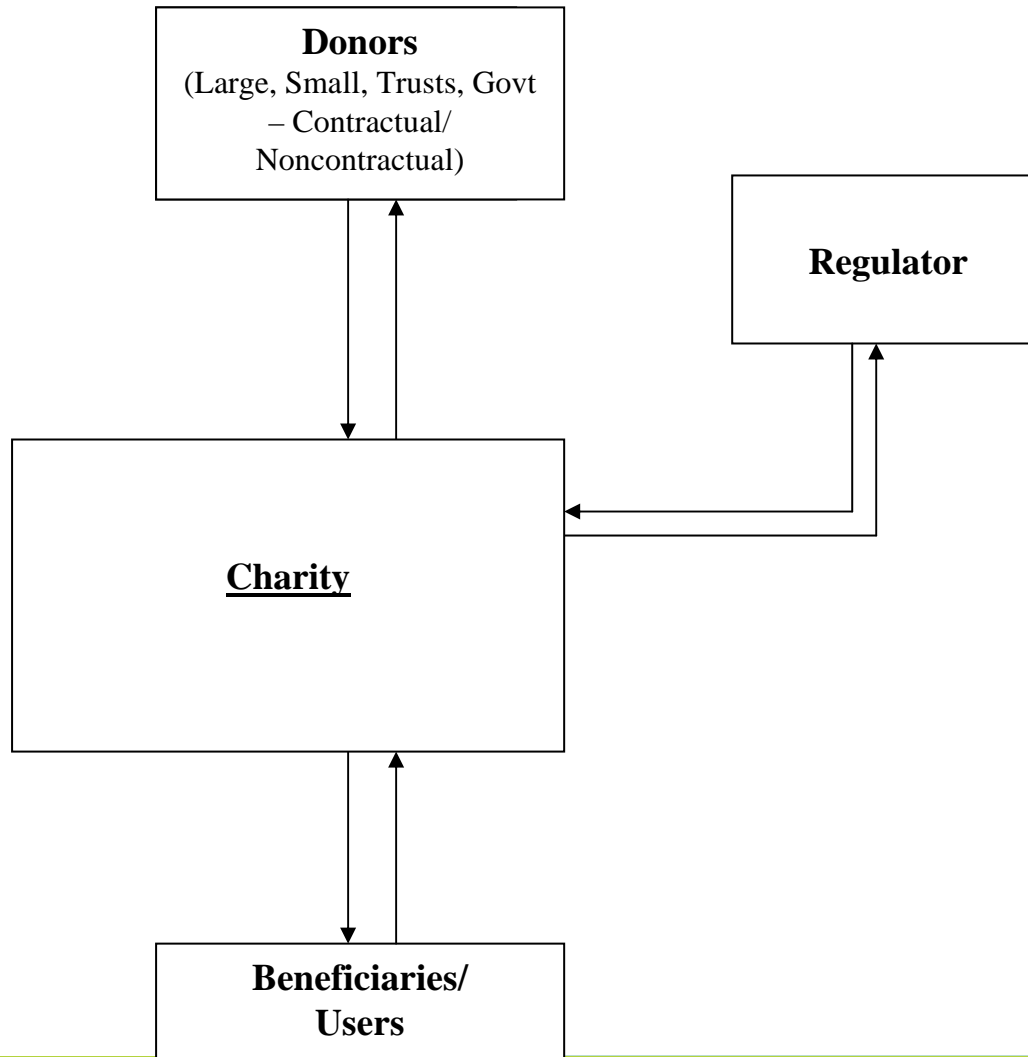 Donors
(Large, Small, Trusts, Govt
– Contractual/
Noncontractual)
Regulator
Charity
Beneficiaries/
Users